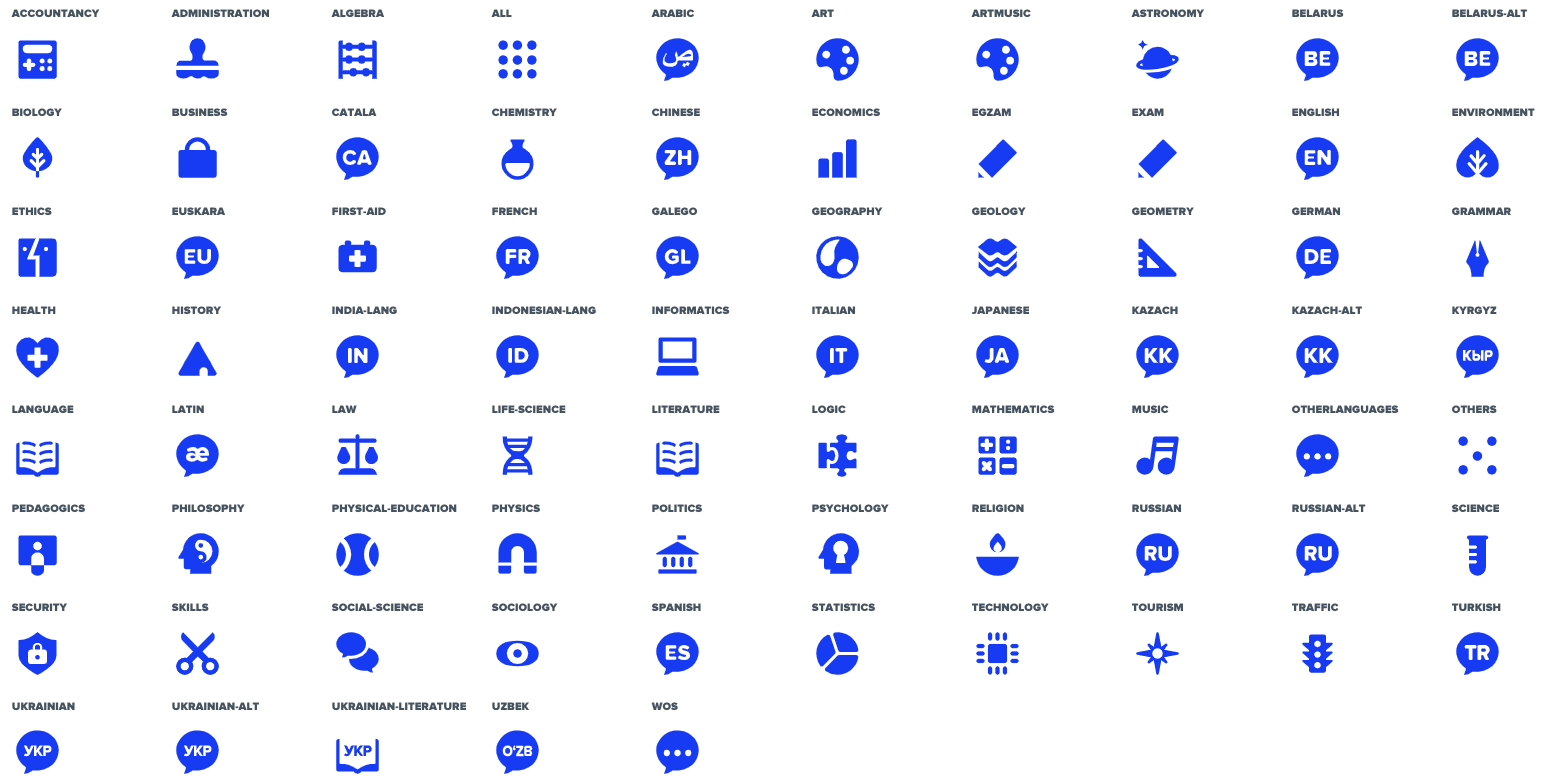 ACCOUNTANCY ADMINISTRATION ALGEBRA ALL ARABIC ART ARTMUSIC ASTRONOMY BELARUS BELARUS-ALT
BE BE
BIOLOGY BUSINESS CATALA CHEMISTRY CHINESE ECONOMICS EGZAM EXAM ENGLISH ENVIRONMENT
CA ZH EN
ETHICS EUSKARA FIRST-AID FRENCH GALEGO GEOGRAPHY GEOLOGY GEOMETRY GERMAN GRAMMAR
EU FR GL DE
HEALTH HISTORY INDIA-LANG INDONESIAN-LANG INFORMATICS ITALIAN JAPANESE KAZACH KAZACH-ALT KYRGYZ
IN ID IT JA KK KK КЫР
LANGUAGE LATIN LAW LIFE-SCIENCE LITERATURE LOGIC MATHEMATICS MUSIC OTHERLANGUAGES OTHERS
æ
PEDAGOGICS PHILOSOPHY PHYSICAL-EDUCATION PHYSICS POLITICS PSYCHOLOGY RELIGION RUSSIAN RUSSIAN-ALT SCIENCE
RU RU
SECURITY SKILLS SOCIAL-SCIENCE SOCIOLOGY SPANISH STATISTICS TECHNOLOGY TOURISM TRAFFIC TURKISH
ES TR
UKRAINIAN UKRAINIAN-ALT UKRAINIAN-LITERATURE UZBEK WOS
УКР УКР УКР O‘ZB